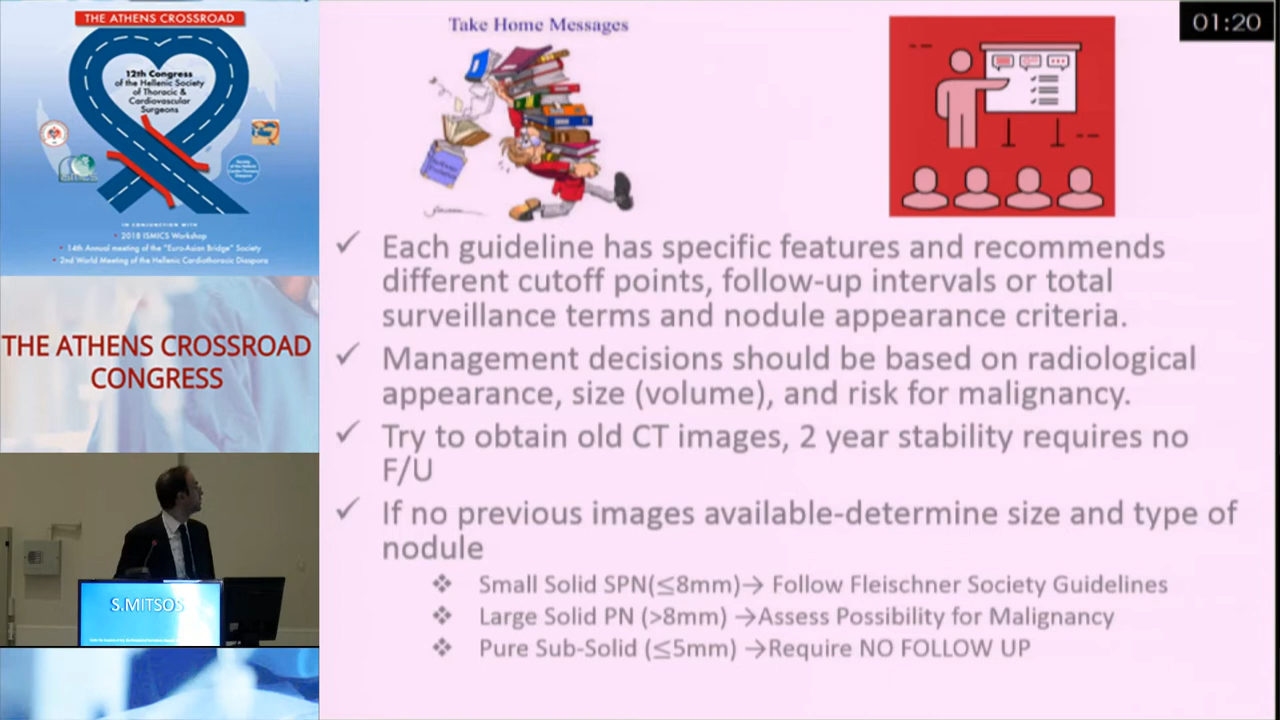 THE ATHENS CROSSROAD
12th Congress
of the Hellenic Society
of Thoracic &
Cardiovascular
Surgeons
IN CONJUNCTION WITH
• 2018 ISMICS Workshop
• 14th Annual meeting of the "Euro-Asian Bridge" Society
• 2nd World Meeting of the Hellenic Cardiothoracic Diaspora
THE ATHENS CROSSROAD
CONGRESS
S.MITSOS
Take Home Messages
01:20
✓ Each guideline has specific features and recommends
different cutoff points, follow-up intervals or total
surveillance terms and nodule appearance criteria.
✓ Management decisions should be based on radiological
appearance, size (volume), and risk for malignancy.
✓ Try to obtain old CT images, 2 year stability requires no
F/U
✓ If no previous images available-determine size and type of
nodule
❖ Small Solid SPN(≤8mm)→ Follow Fleischner Society Guidelines
❖ Large Solid PN (>8mm) →Assess Possibility for Malignancy
❖ Pure Sub-Solid (≤5mm) →Require NO FOLLOW UP